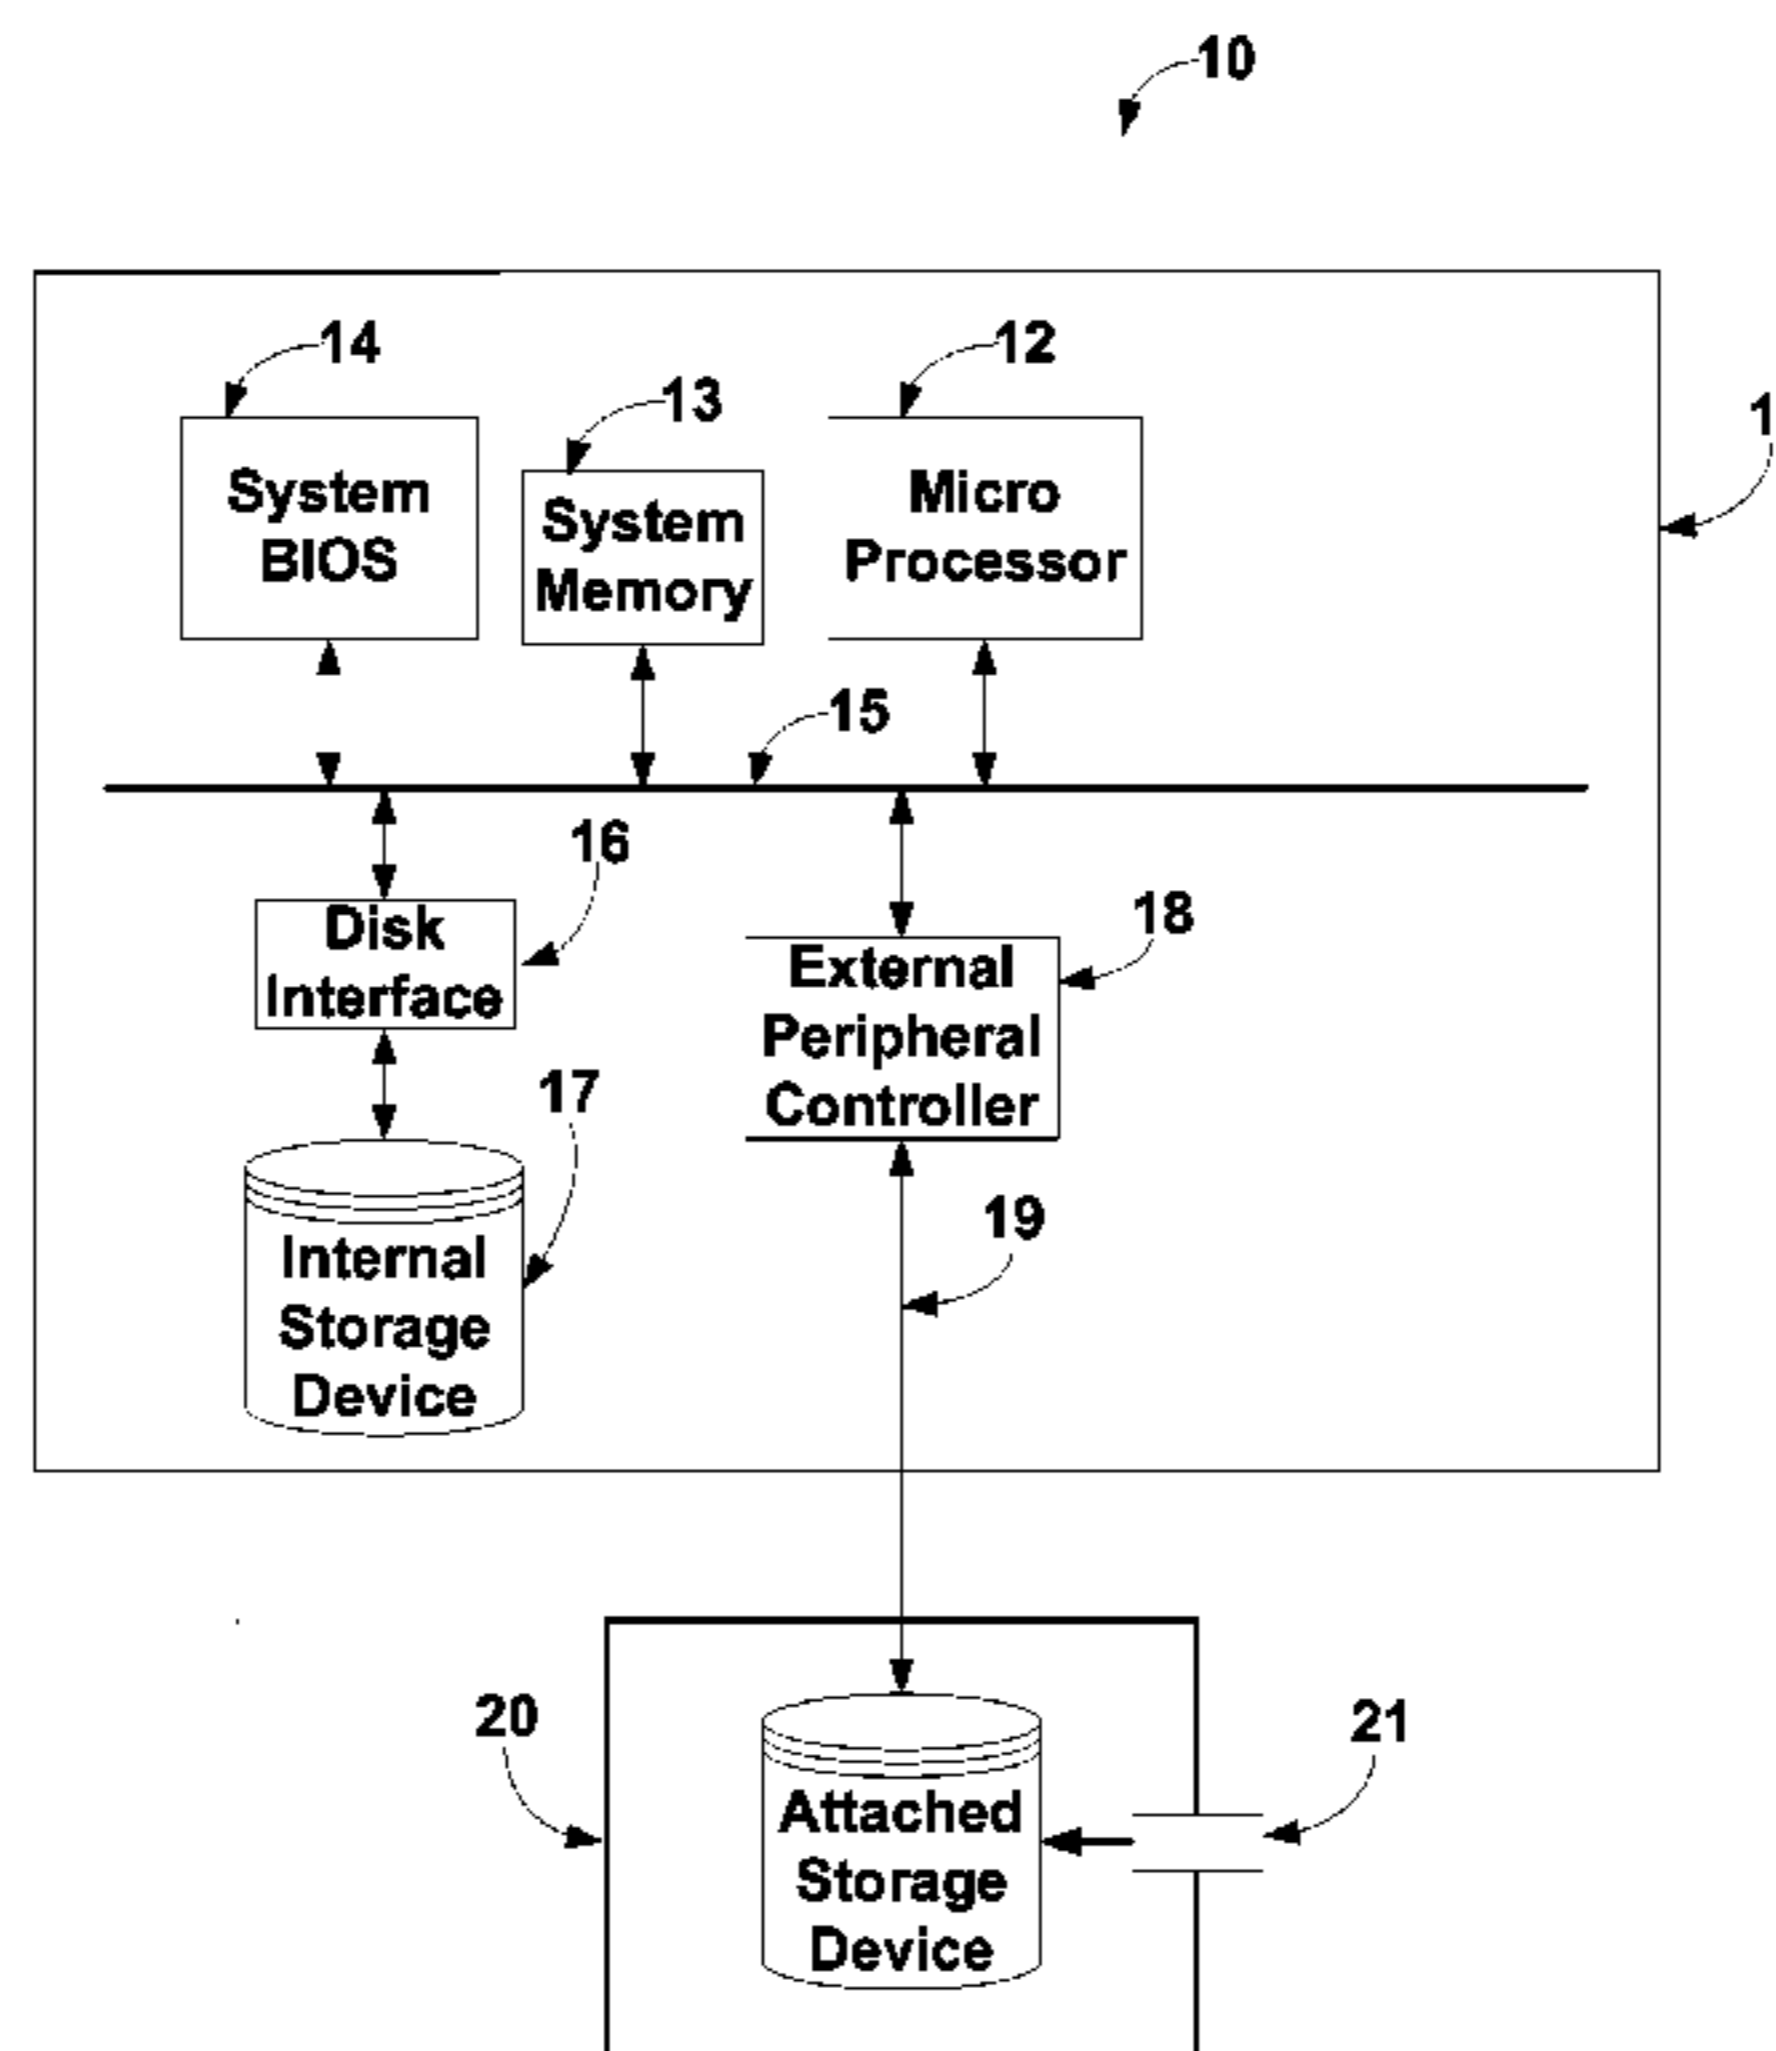 10
14
12
13
1
System
BIOS
System
Memory
Micro
Processor
15
16
18
Disk
Interface
External
Peripheral
Controller
17
19
Internal
Storage
Device
20
21
Attached
Storage
Device